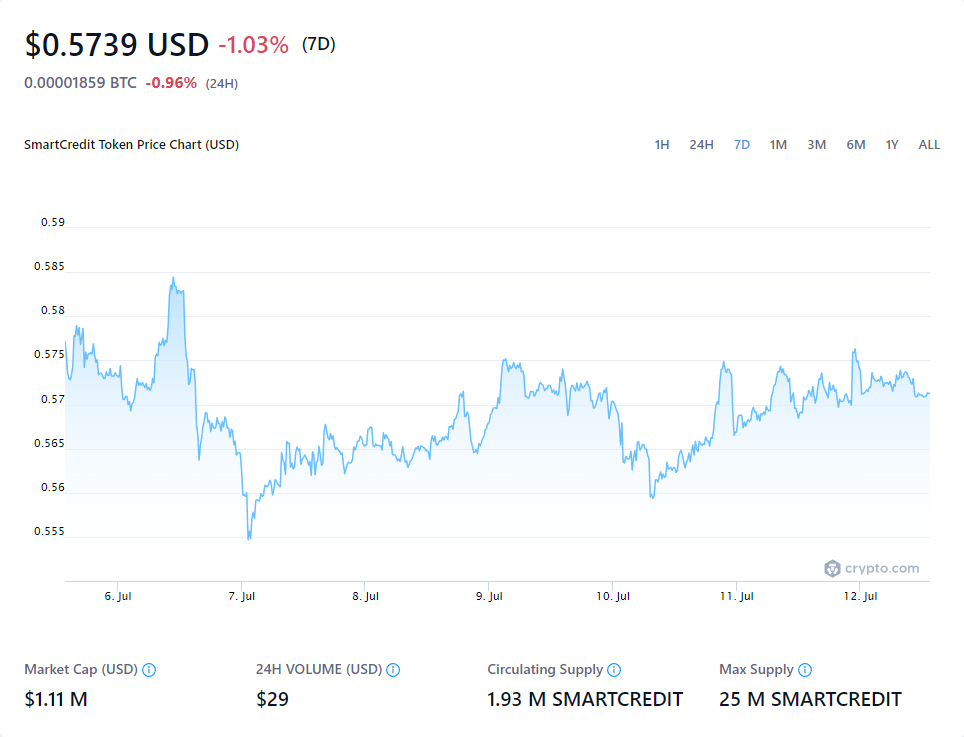 $0.5739 USD -1.03% (7D)
0.00001859 BTC -0.96% (24H)
SmartCredit Token Price Chart (USD) 1H 24H 7D 1M 3M 6M 1Y ALL
0.59
0.585
0.58
0.575
0.57
0.565
0.56
0.555
crypto.com
6. Jul 7. Jul 8. Jul 9. Jul 10. Jul 11. Jul 12. Jul
Market Cap (USD) 24H VOLUME (USD) Circulating Supply Max Supply
$1.11 M $29 1.93 M SMARTCREDIT 25 M SMARTCREDIT